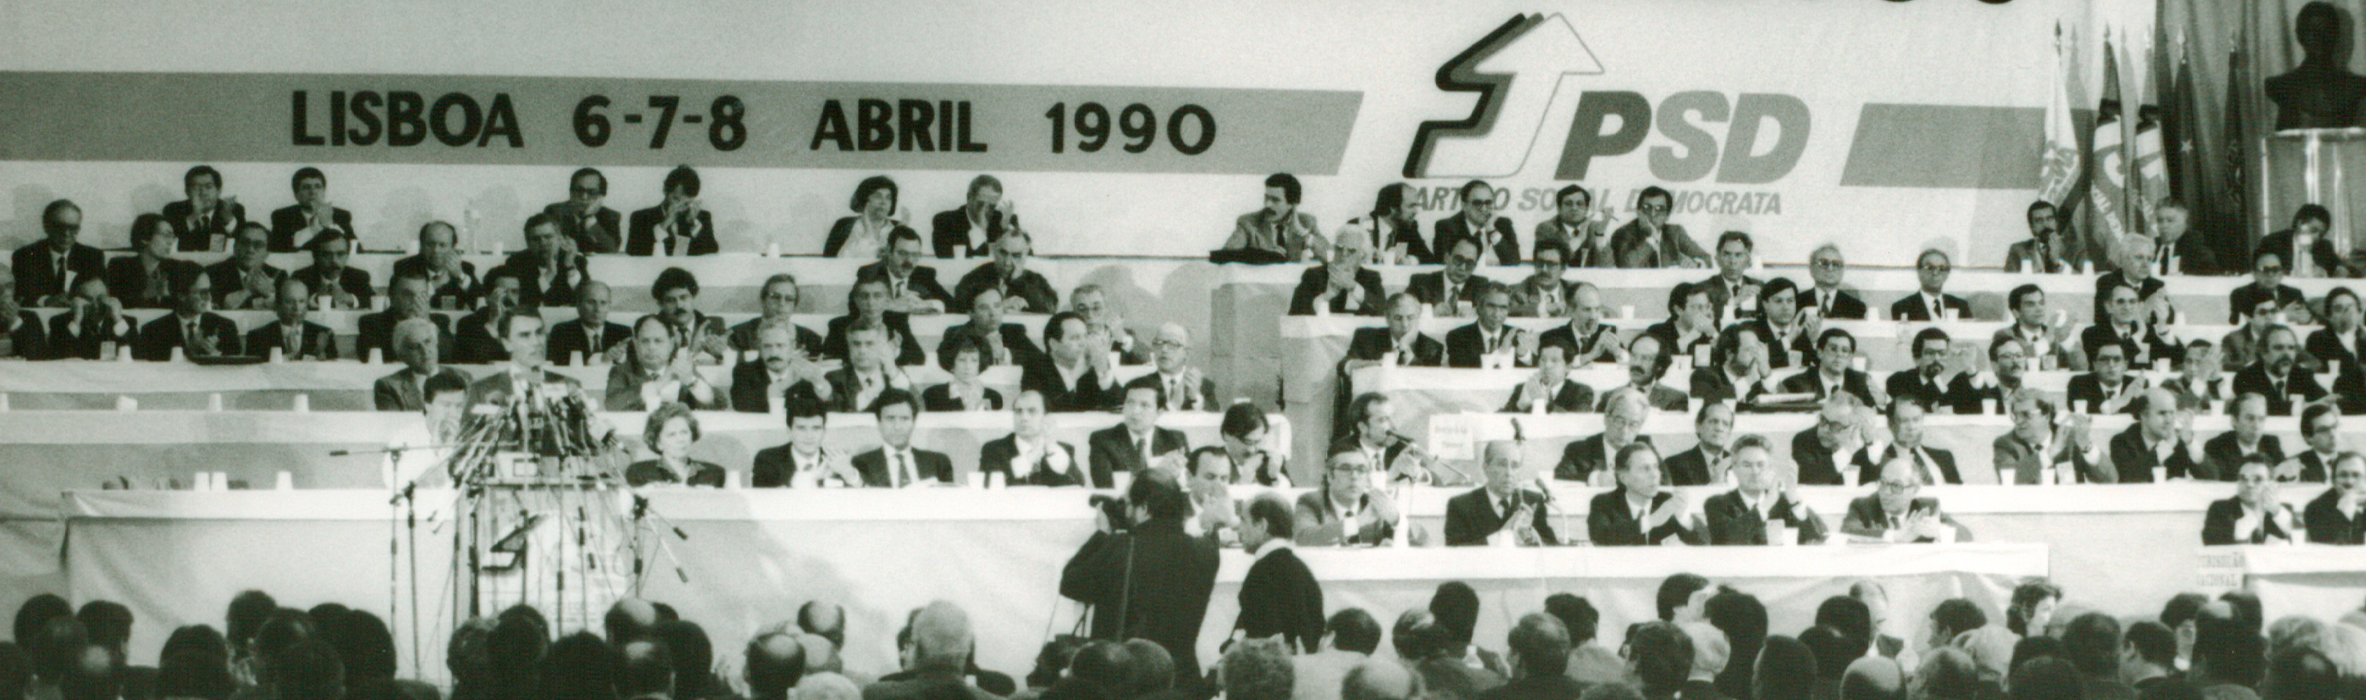 LISBOA 6-7-8 ABRIL 1990
PSD
PARTIDO SOCIAL DEMOCRATA